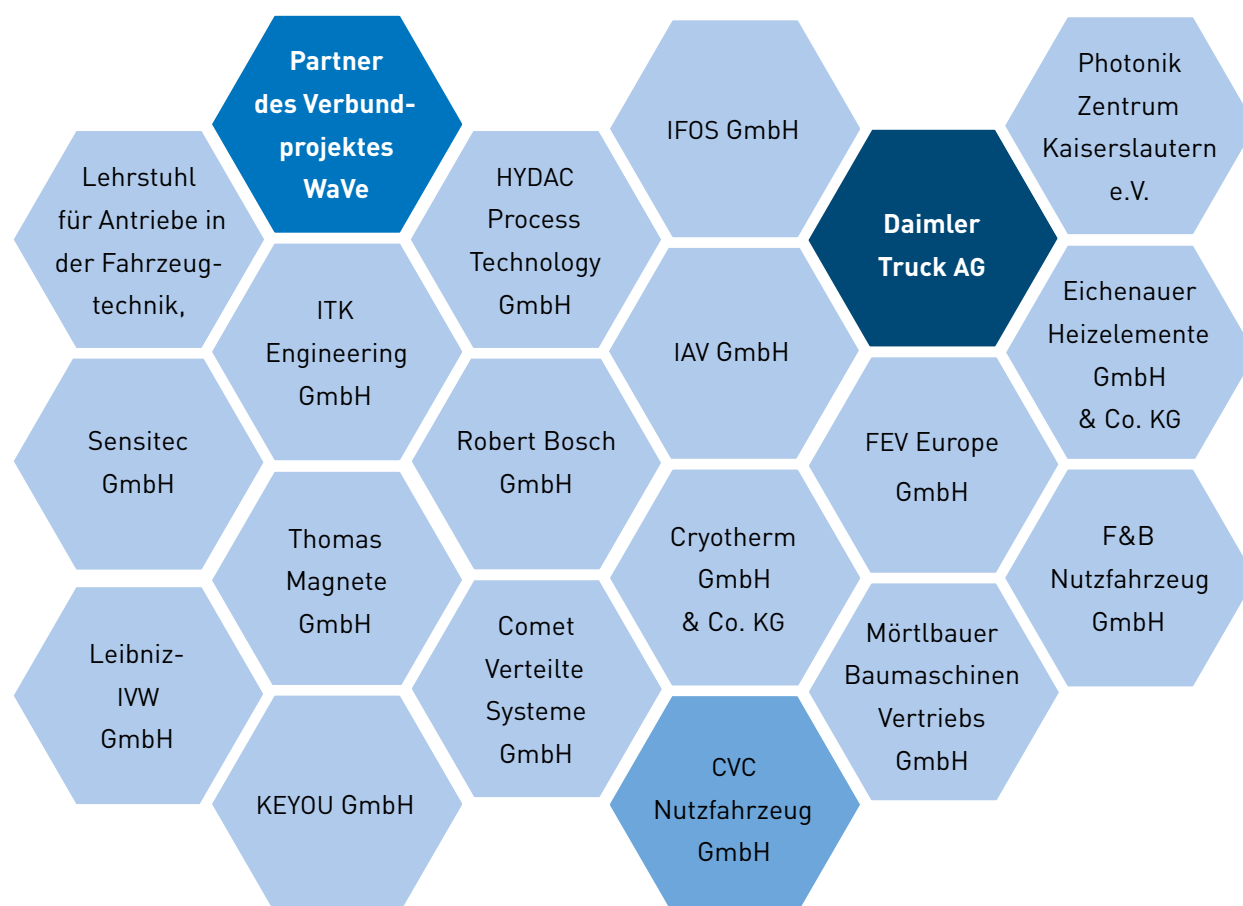 Partner
des Verbund-
projektes
WaVe
Lehrstuhl
für Antriebe in
der Fahrzeug-
technik,
HYDAC
Process
Technology
GmbH
IFOS GmbH
Daimler
Truck AG
Photonik
Zentrum
Kaiserslautern
e.V.
ITK
Engineering
GmbH
IAV GmbH
Eichenauer
Heizelemente
GmbH
& Co. KG
Sensitec
GmbH
Robert Bosch
GmbH
FEV Europe
GmbH
Thomas
Magnete
GmbH
Cryotherm
GmbH
& Co. KG
F&B
Nutzfahrzeug
GmbH
Leibniz-
IVW
GmbH
Comet
Verteilte
Systeme
GmbH
Mörtlbauer
Baumaschinen
Vertriebs
GmbH
KEYOU GmbH
CVC
Nutzfahrzeug
GmbH